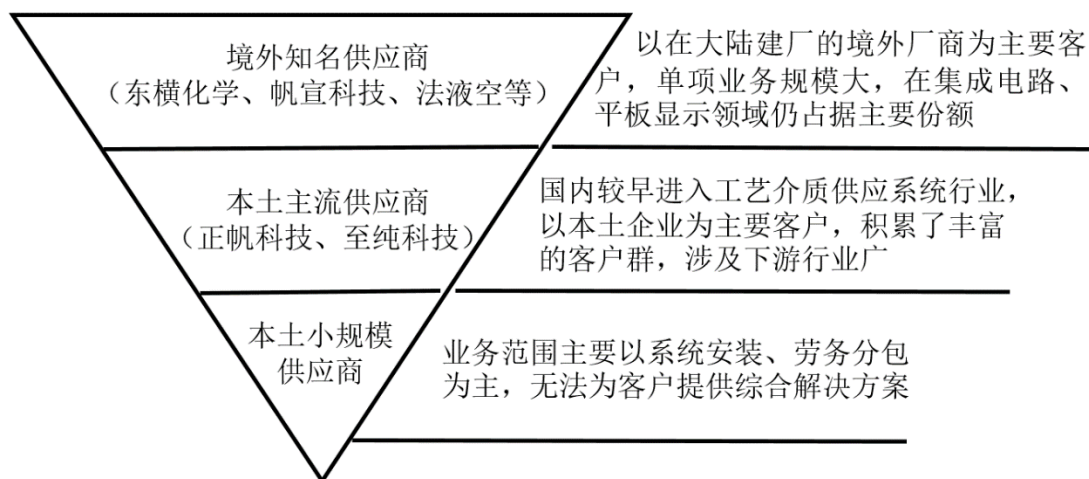 境外知名供应商
（东横化学、帆宣科技、法液空等）
以在大陆建厂的境外厂商为主要客
户，单项业务规模大，在集成电路、
平板显示领域仍占据主要份额
本土主流供应商
（正帆科技、至纯科技）
国内较早进入工艺介质供应系统行业，
以本土企业为主要客户，积累了丰富
的客户群，涉及下游行业广
本土小规模
供应商
业务范围主要以系统安装、劳务分包
为主，无法为客户提供综合解决方案